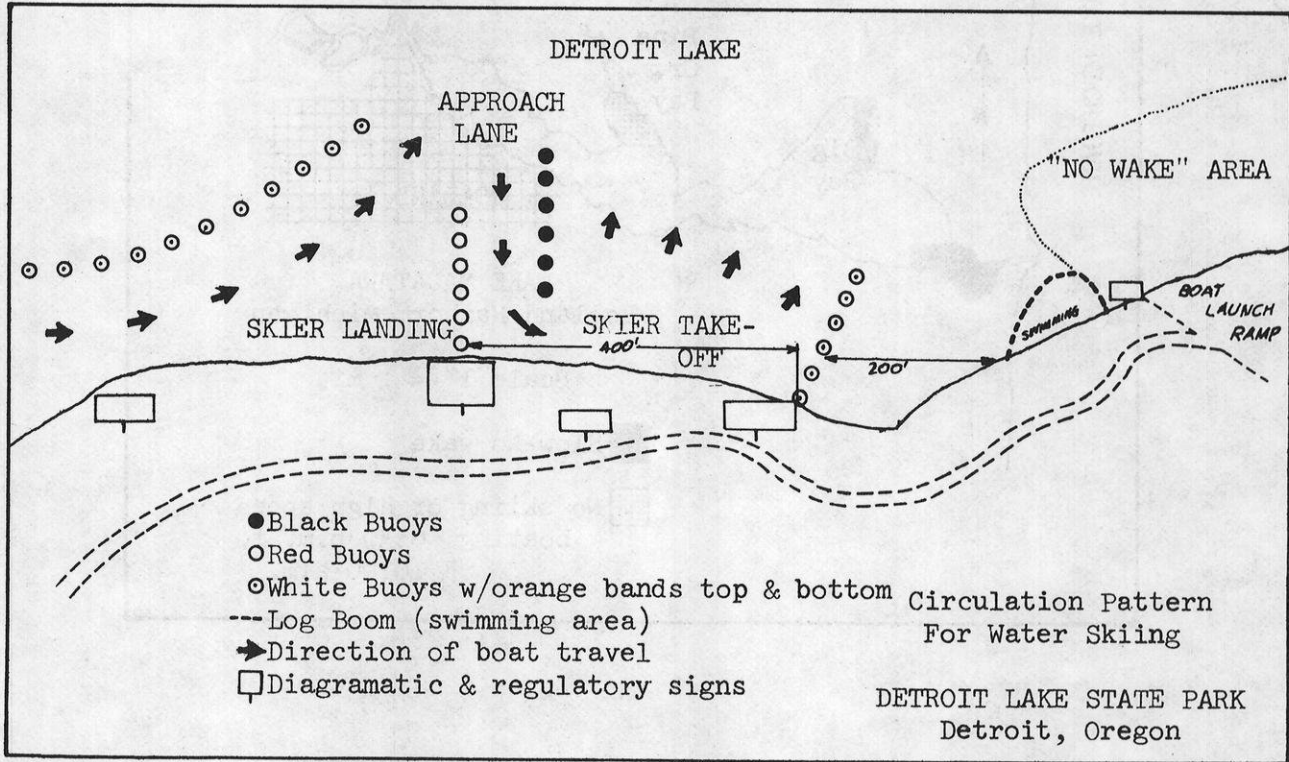 DETROIT LAKE
APPROACH
LANE
"NO WAKE" AREA
SKIER LANDING
SKIER TAKE-
OFF
400'
200'
SWIMMING
BOAT
LAUNCH
RAMP
Black Buoys
Red Buoys
White Buoys w/orange bands top & bottom
Log Boom (swimming area)
Direction of boat travel
Diagramatic & regulatory signs
Circulation Pattern
For Water Skiing
DETROIT LAKE STATE PARK
Detroit, Oregon